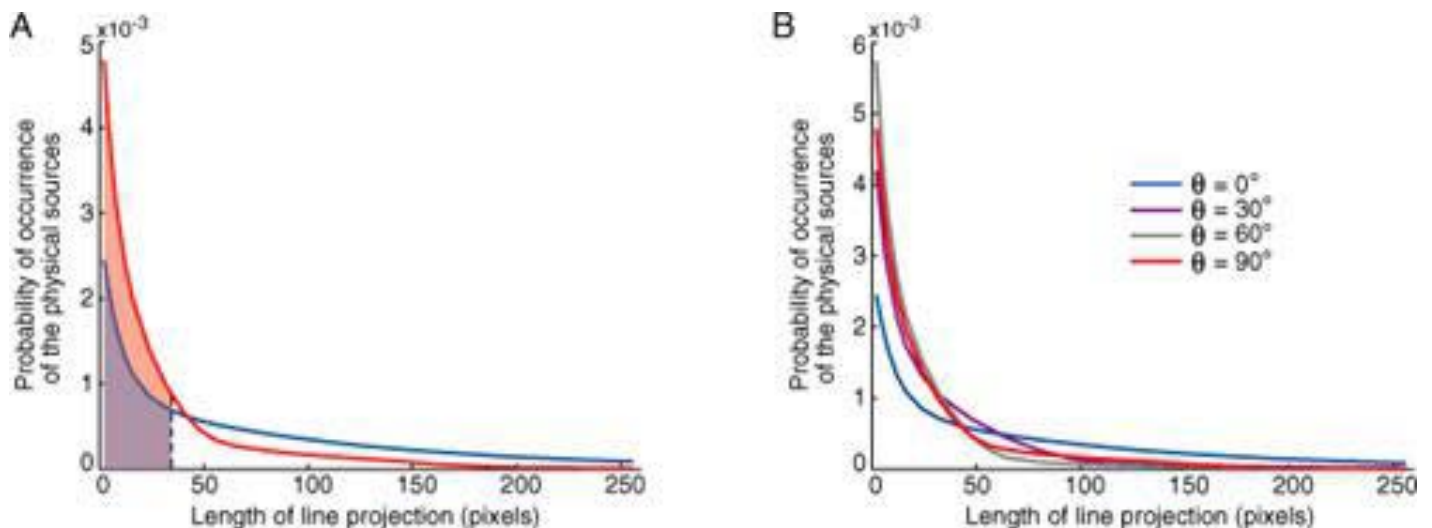 A
x10⁻³
5
4
3
2
1
0
Probability of occurrence
of the physical sources
0 50 100 150 200 250
Length of line projection (pixels)
B
x10⁻³
6
5
4
3
2
1
0
Probability of occurrence
of the physical sources
θ = 0°
θ = 30°
θ = 60°
θ = 90°
0 50 100 150 200 250
Length of line projection (pixels)